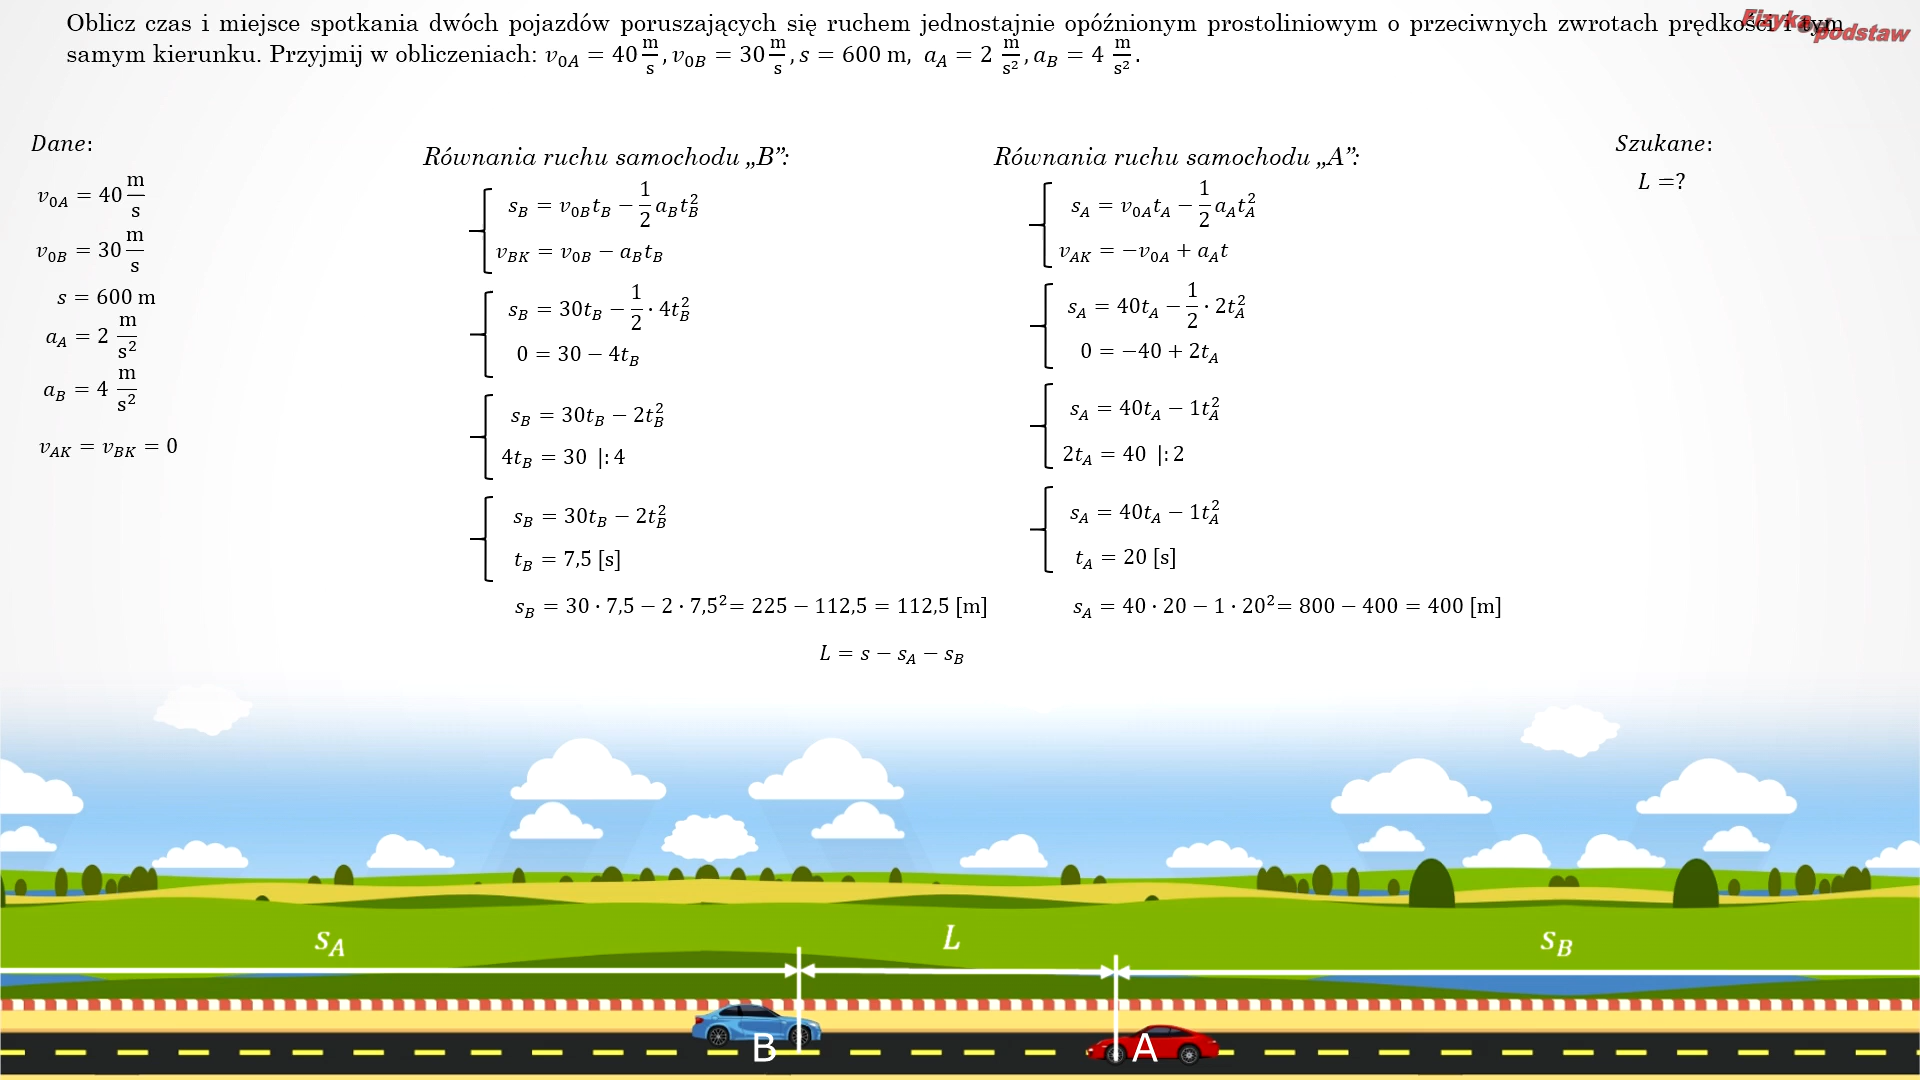 Oblicz czas i miejsce spotkania dwóch pojazdów poruszających się ruchem jednostajnie opóźnionym prostoliniowym o przeciwnych zwrotach prędkości i tym
samym kierunku. Przyjmij w obliczeniach: v₀A = 40 m/s, v₀B = 30 m/s, s = 600 m, aA = 2 m/s², aB = 4 m/s².
Fizyka od podstaw
Dane:
v₀A = 40 m/s
v₀B = 30 m/s
s = 600 m
aA = 2 m/s²
aB = 4 m/s²
vAK = vBK = 0
Równania ruchu samochodu „B”:
sB = v₀BtB − 1/2 aBtB²
vBK = v₀B − aBtB
sB = 30tB − 1/2 · 4tB²
0 = 30 − 4tB
sB = 30tB − 2tB²
4tB = 30 |: 4
sB = 30tB − 2tB²
tB = 7,5 [s]
sB = 30 · 7,5 − 2 · 7,5² = 225 − 112,5 = 112,5 [m]
Równania ruchu samochodu „A”:
sA = v₀AtA − 1/2 aAtA²
vAK = −v₀A + aAt
sA = 40tA − 1/2 · 2tA²
0 = −40 + 2tA
sA = 40tA − 1tA²
2tA = 40 |: 2
sA = 40tA − 1tA²
tA = 20 [s]
sA = 40 · 20 − 1 · 20² = 800 − 400 = 400 [m]
Szukane:
L =?
L = s − sA − sB
sA
L
sB
B
A